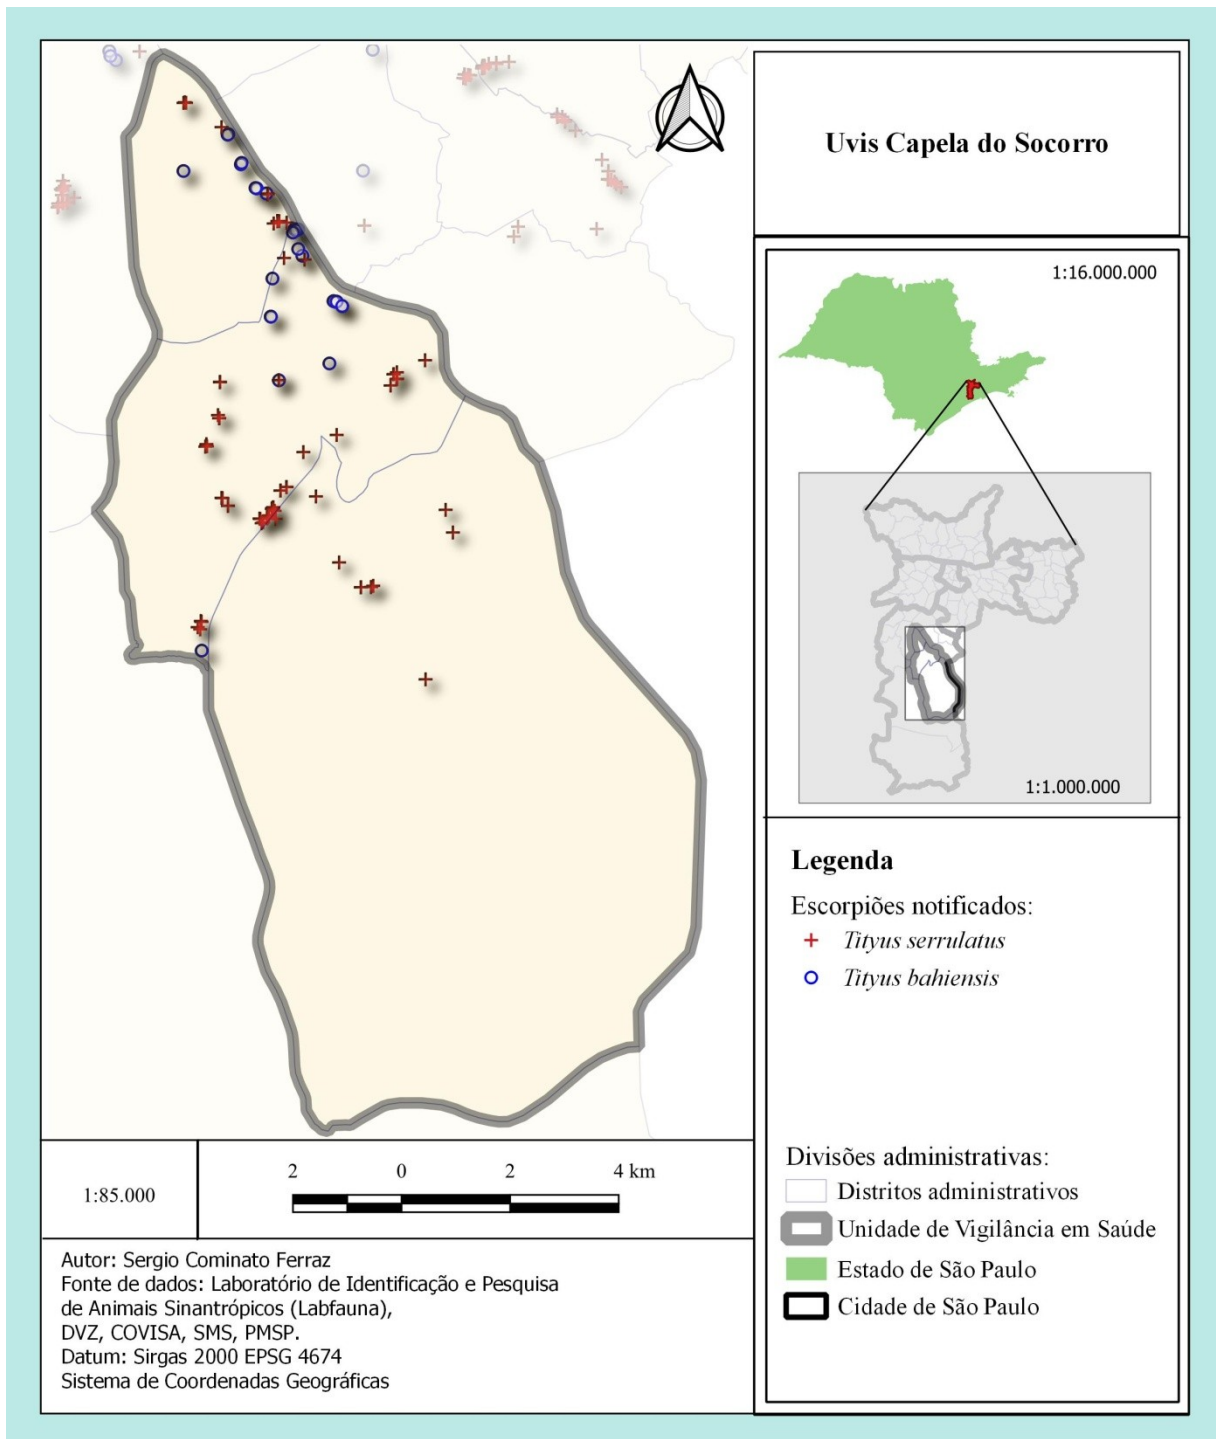 Uvis Capela do Socorro
1:16.000.000
1:1.000.000
Legenda
Escorpiões notificados:
Tityus serrulatus
Tityus bahiensis
Divisões administrativas:
Distritos administrativos
Unidade de Vigilância em Saúde
Estado de São Paulo
Cidade de São Paulo
1:85.000
2 0 2 4 km
Autor: Sergio Cominato Ferraz
Fonte de dados: Laboratório de Identificação e Pesquisa
de Animais Sinantrópicos (Labfauna),
DVZ, COVISA, SMS, PMSP.
Datum: Sirgas 2000 EPSG 4674
Sistema de Coordenadas Geográficas